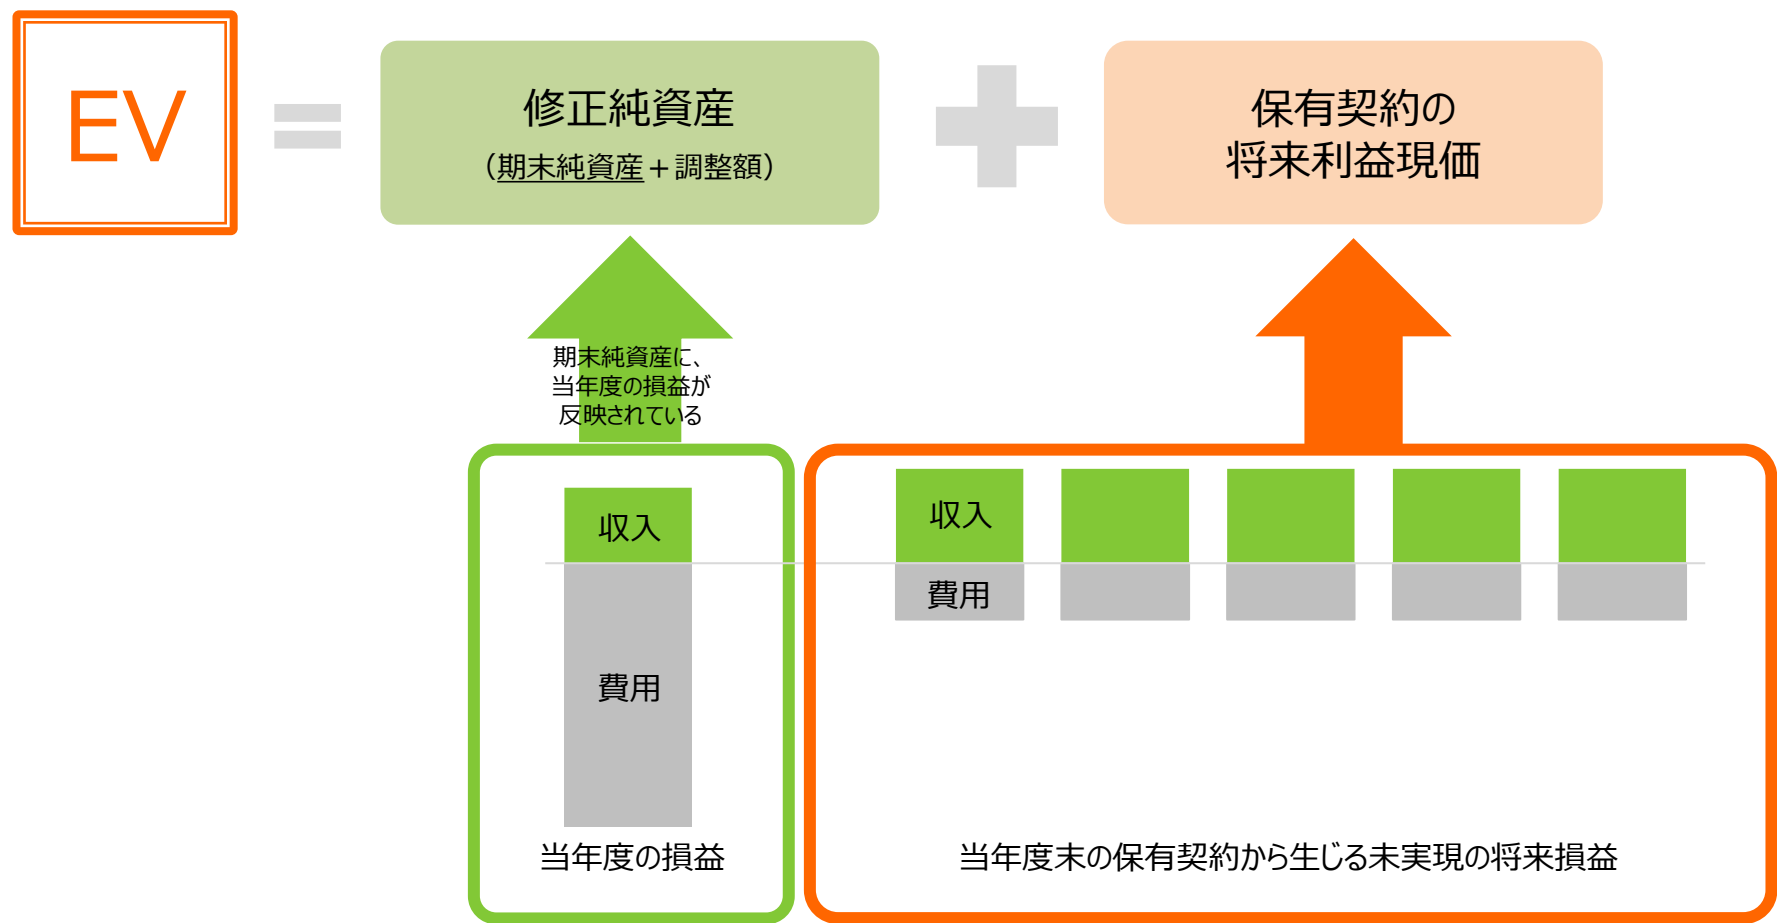 EV
修正純資産
（期末純資産＋調整額）
保有契約の
将来利益現価
期末純資産に、
当年度の損益が
反映されている
収入
費用
当年度の損益
収入
費用
当年度末の保有契約から生じる未実現の将来損益